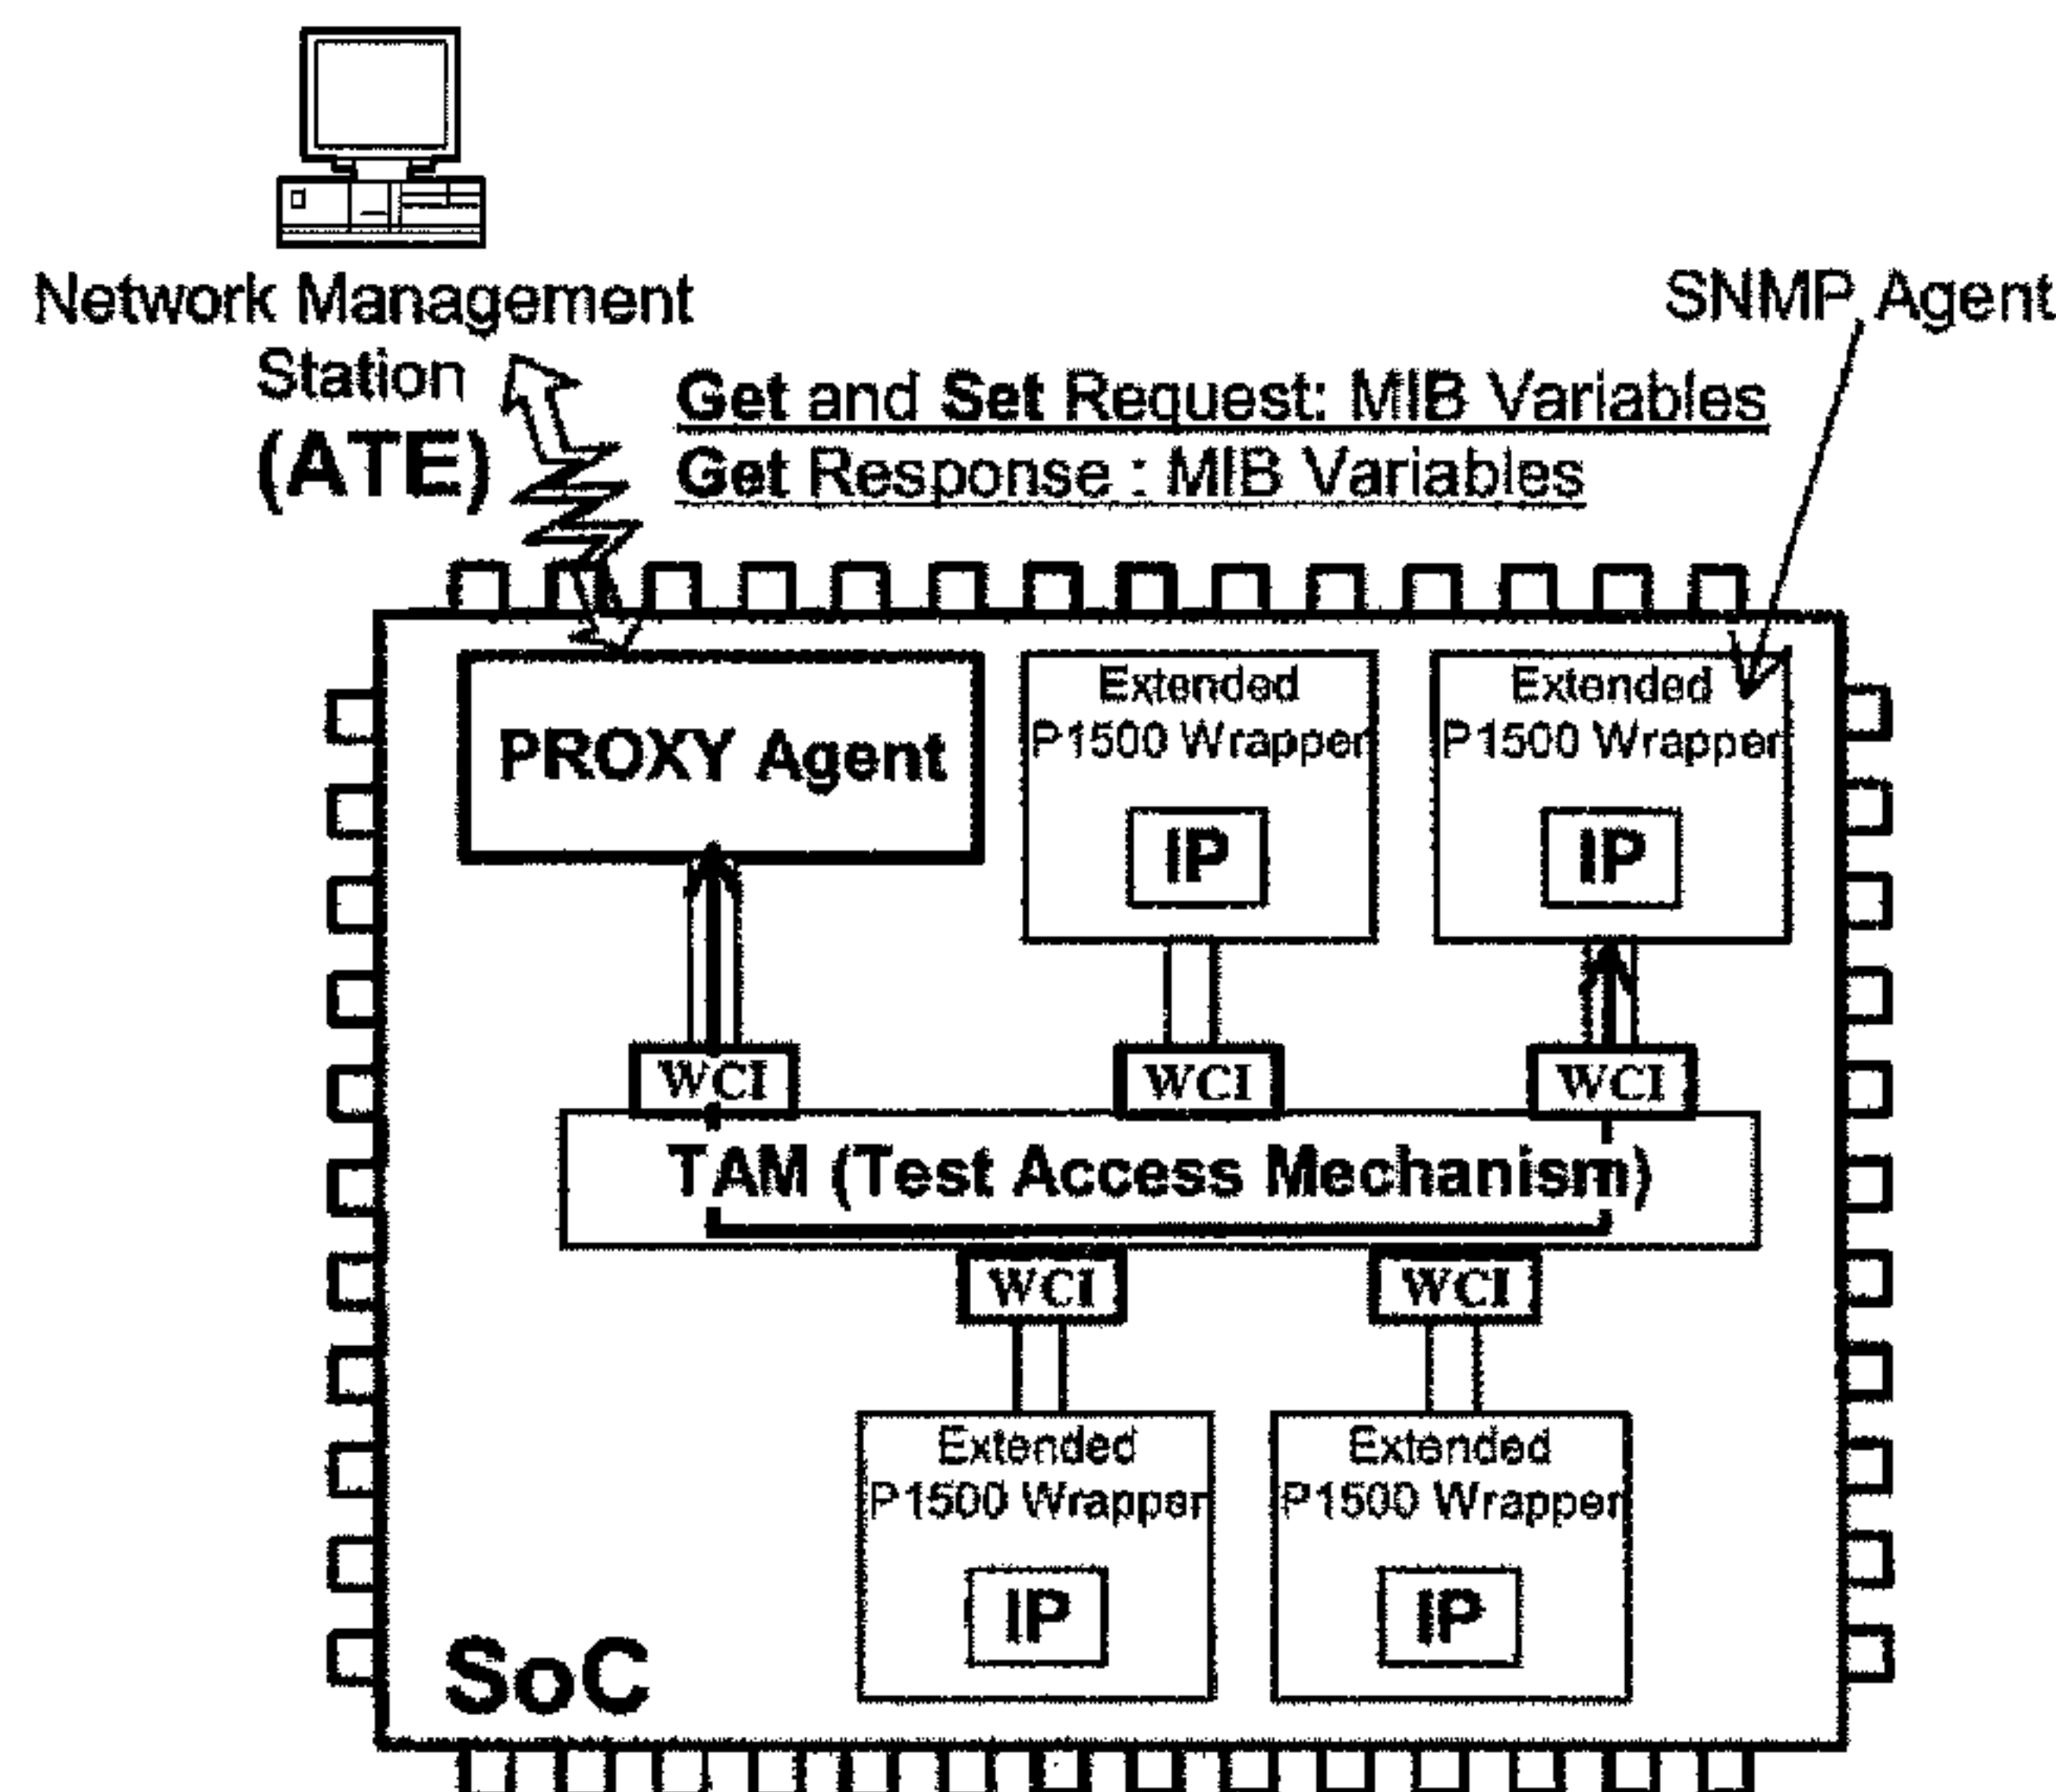 Network Management
Station
(ATE)
SNMP Agent
Get and Set Request: MIB Variables
Get Response : MIB Variables
PROXY Agent
Extended
P1500 Wrapper
IP
Extended
P1500 Wrapper
IP
WCI
WCI
WCI
TAM (Test Access Mechanism)
WCI
WCI
Extended
P1500 Wrapper
IP
Extended
P1500 Wrapper
IP
SoC